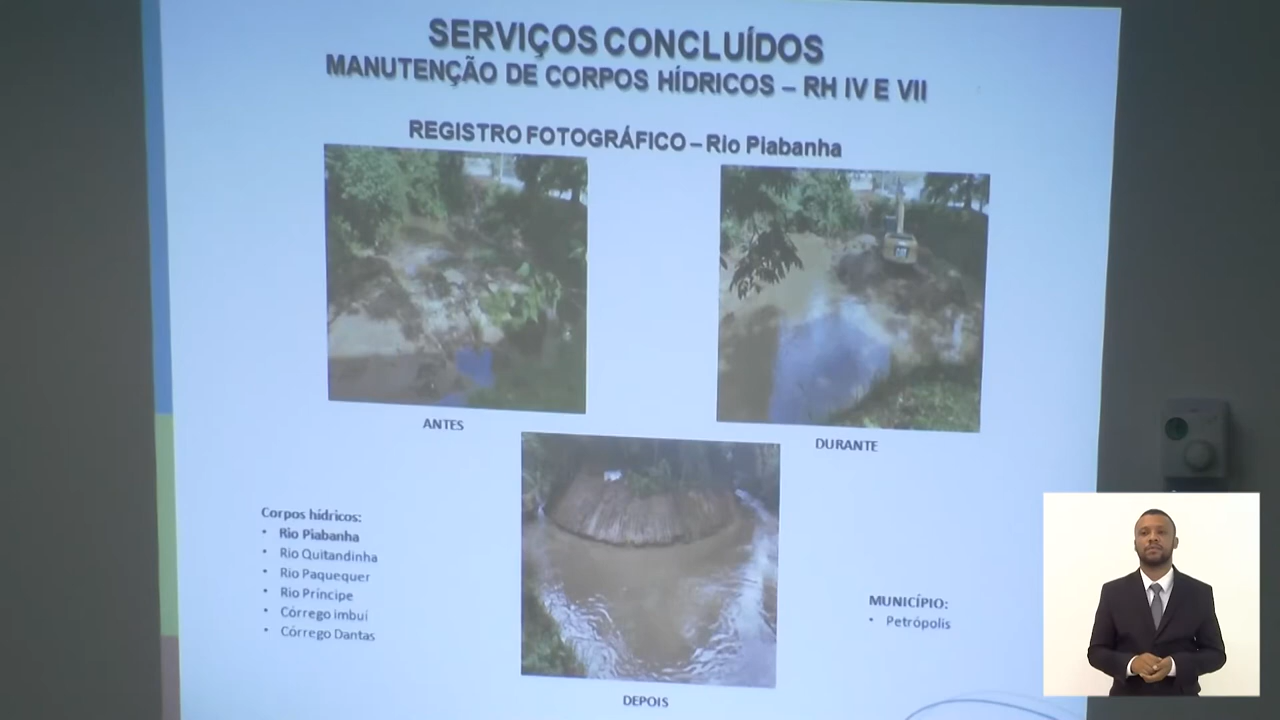 SERVIÇOS CONCLUÍDOS
MANUTENÇÃO DE CORPOS HÍDRICOS – RH IV E VII
REGISTRO FOTOGRÁFICO – Rio Piabanha
ANTES
DURANTE
Corpos hídricos:
• Rio Piabanha
• Rio Quitandinha
• Rio Paquequer
• Rio Príncipe
• Córrego imbuí
• Córrego Dantas
MUNICÍPIO:
• Petrópolis
DEPOIS